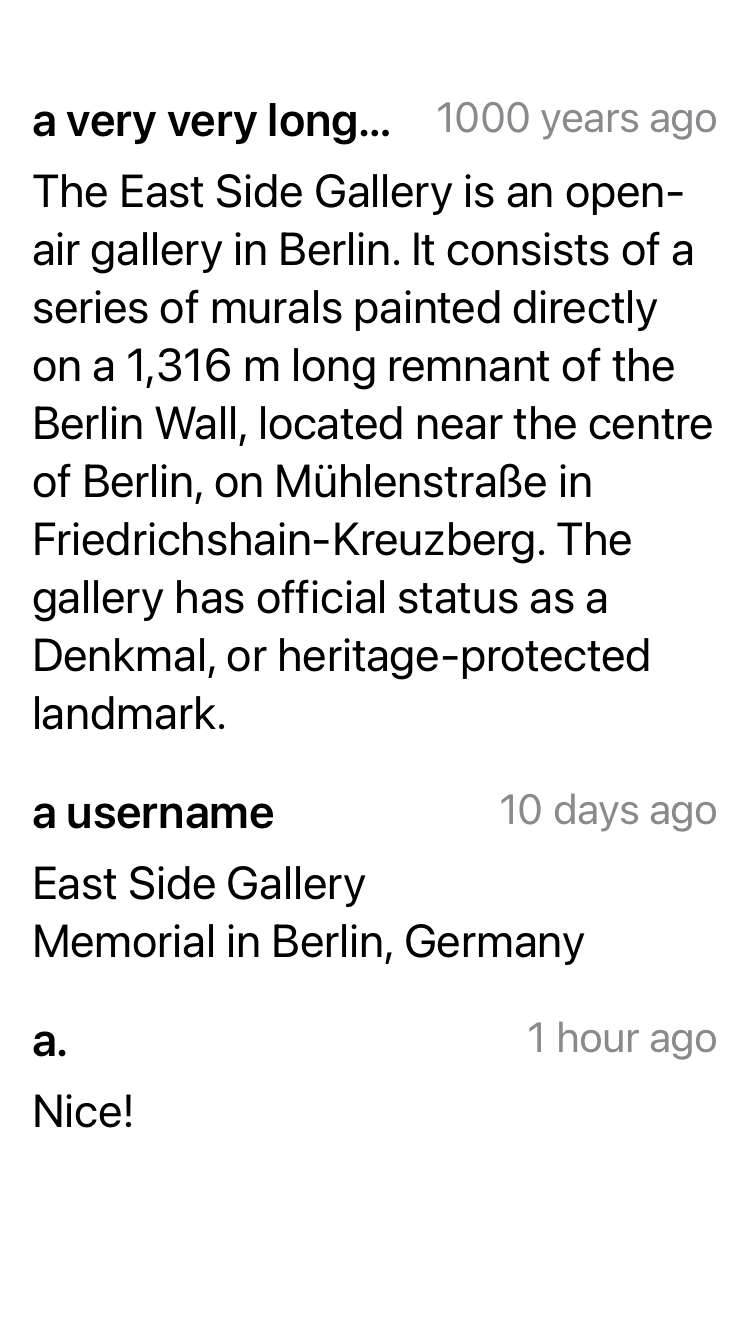 a very very long... 1000 years ago
The East Side Gallery is an open-
air gallery in Berlin. It consists of a
series of murals painted directly
on a 1,316 m long remnant of the
Berlin Wall, located near the centre
of Berlin, on Mühlenstraße in
Friedrichshain-Kreuzberg. The
gallery has official status as a
Denkmal, or heritage-protected
landmark.
a username 10 days ago
East Side Gallery
Memorial in Berlin, Germany
a. 1 hour ago
Nice!